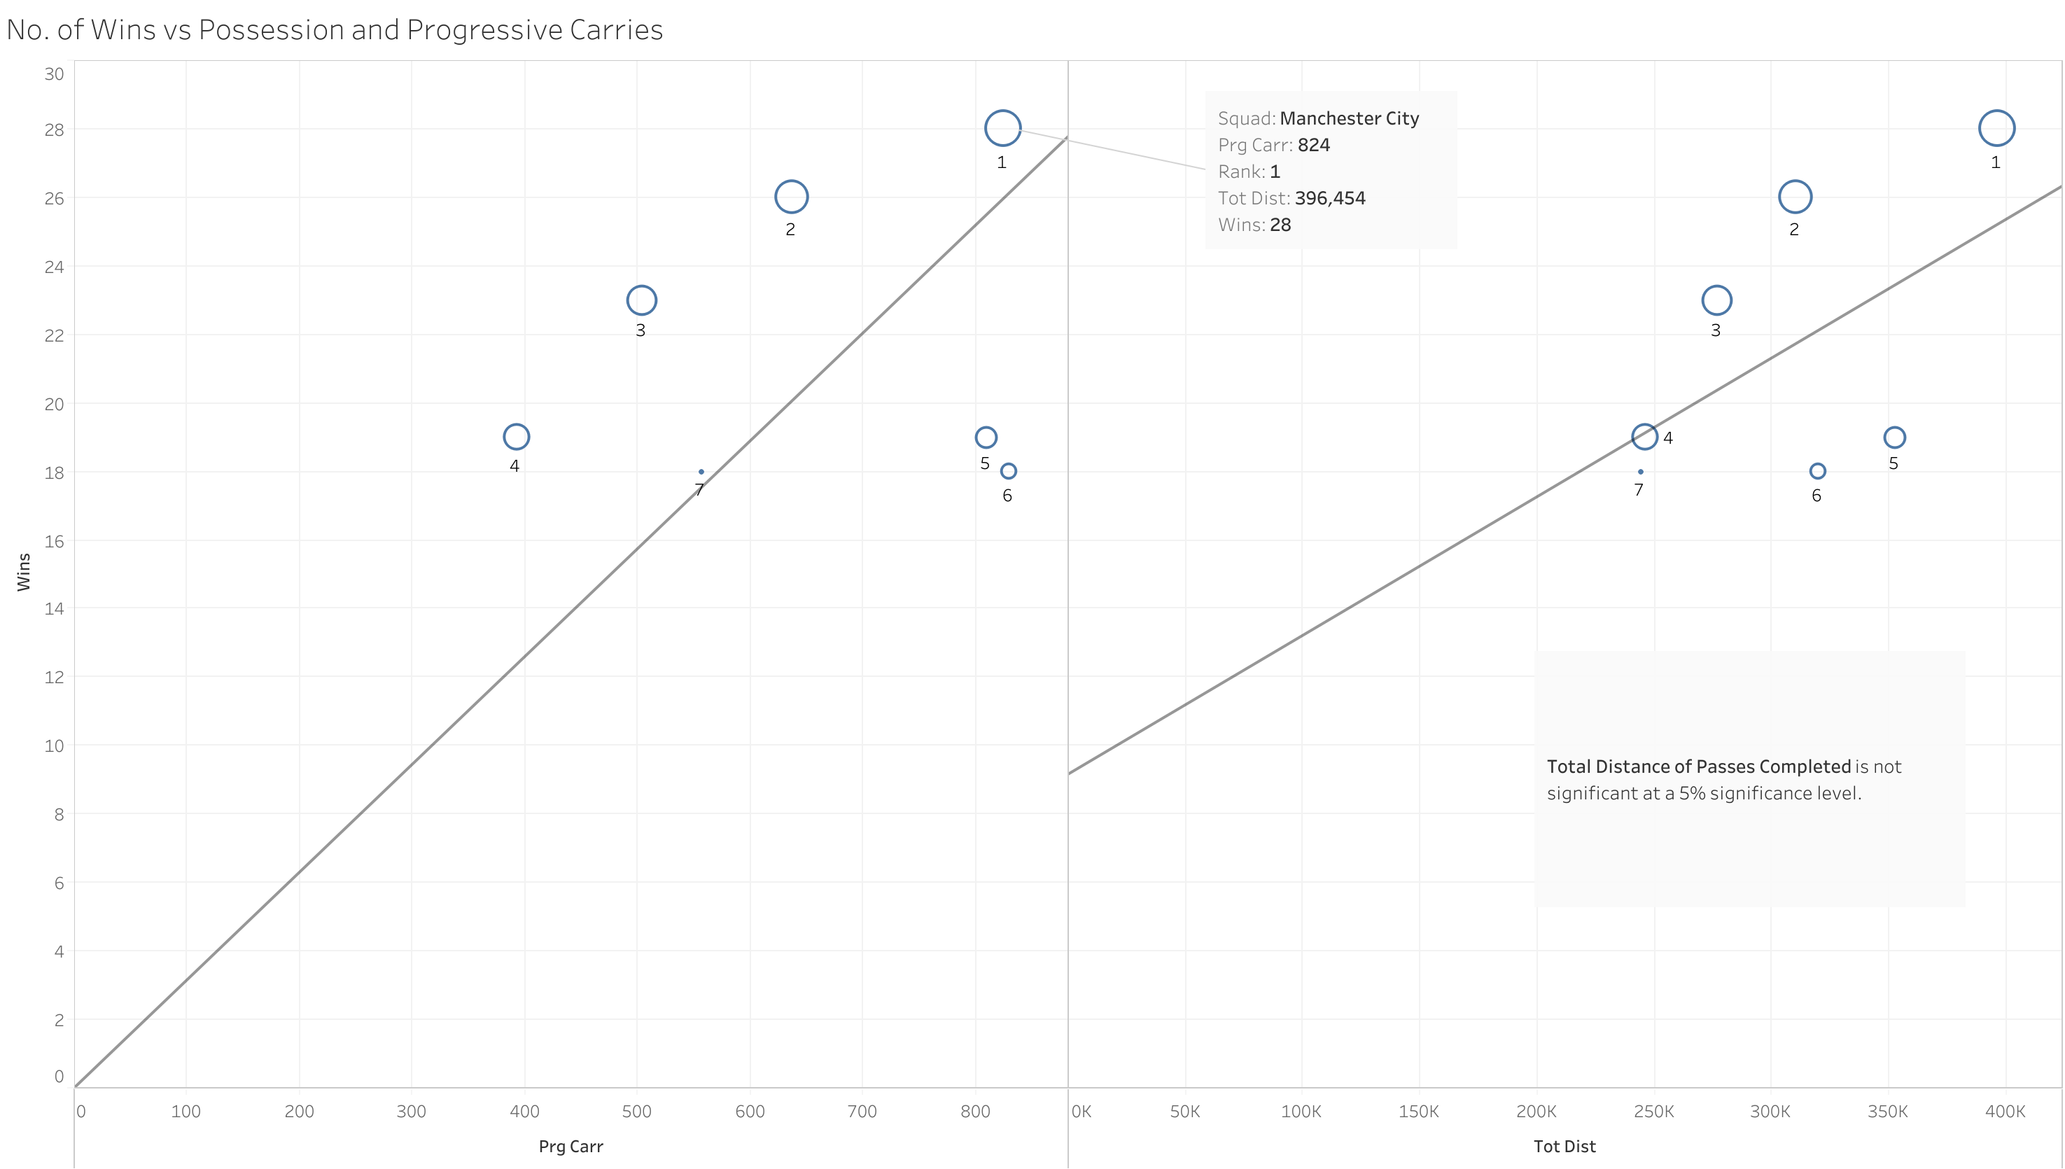 No. of Wins vs Possession and Progressive Carries
30
28
26
24
22
20
18
16
14
12
10
8
6
4
2
0
Wins
1
2
3
4
5
6
7
0
100
200
300
400
500
600
700
800
Prg Carr
Squad: Manchester City
Prg Carr: 824
Rank: 1
Tot Dist: 396,454
Wins: 28
1
2
3
4
5
6
7
Total Distance of Passes Completed is not
significant at a 5% significance level.
0K
50K
100K
150K
200K
250K
300K
350K
400K
Tot Dist